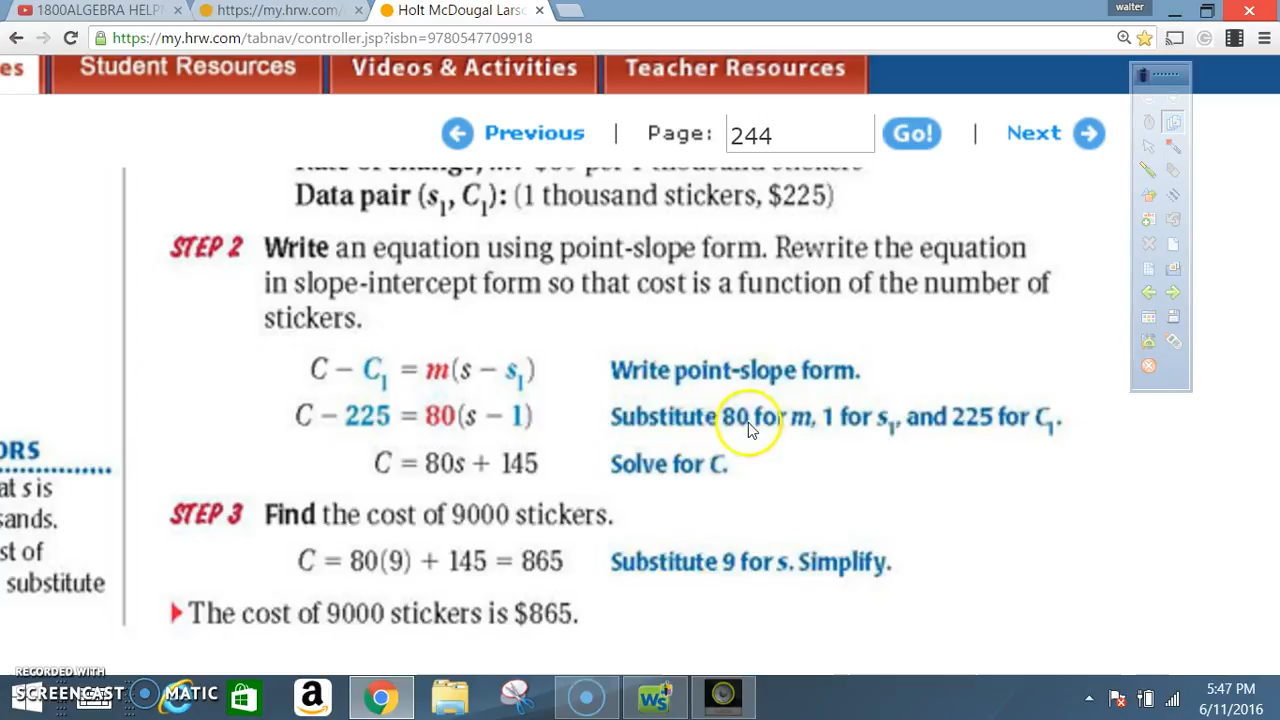 1800ALGEBRA HELP!
https://my.hrw.com/
Holt McDougal Lars
walter
https://my.hrw.com/tabnav/controller.jsp?isbn=9780547709918
es
Student Resources
Videos & Activities
Teacher Resources
Previous | Page: 244 Go! | Next
Data pair (s₁, C₁): (1 thousand stickers, $225)
STEP 2 Write an equation using point-slope form. Rewrite the equation
in slope-intercept form so that cost is a function of the number of
stickers.
C − C₁ = m(s − s₁) Write point-slope form.
C − 225 = 80(s − 1) Substitute 80 for m, 1 for s₁, and 225 for C₁.
C = 80s + 145 Solve for C.
STEP 3 Find the cost of 9000 stickers.
C = 80(9) + 145 = 865 Substitute 9 for s. Simplify.
The cost of 9000 stickers is $865.
ORS
at s is
sands.
st of
substitute
RECORDED WITH
SCREENCAST MATIC
a
WS
5:47 PM
6/11/2016